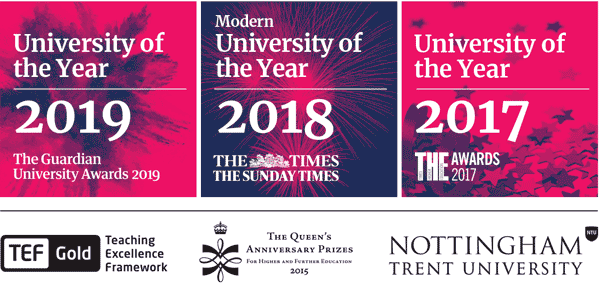 University of
the Year
2019
The Guardian
University Awards 2019
Modern
University of
the Year
2018
THE TIMES
THE SUNDAY TIMES
University of
the Year
2017
THE AWARDS
2017
TEF Gold
Teaching
Excellence
Framework
THE QUEEN'S
ANNIVERSARY PRIZES
FOR HIGHER AND FURTHER EDUCATION
2015
NTU
NOTTINGHAM
TRENT UNIVERSITY